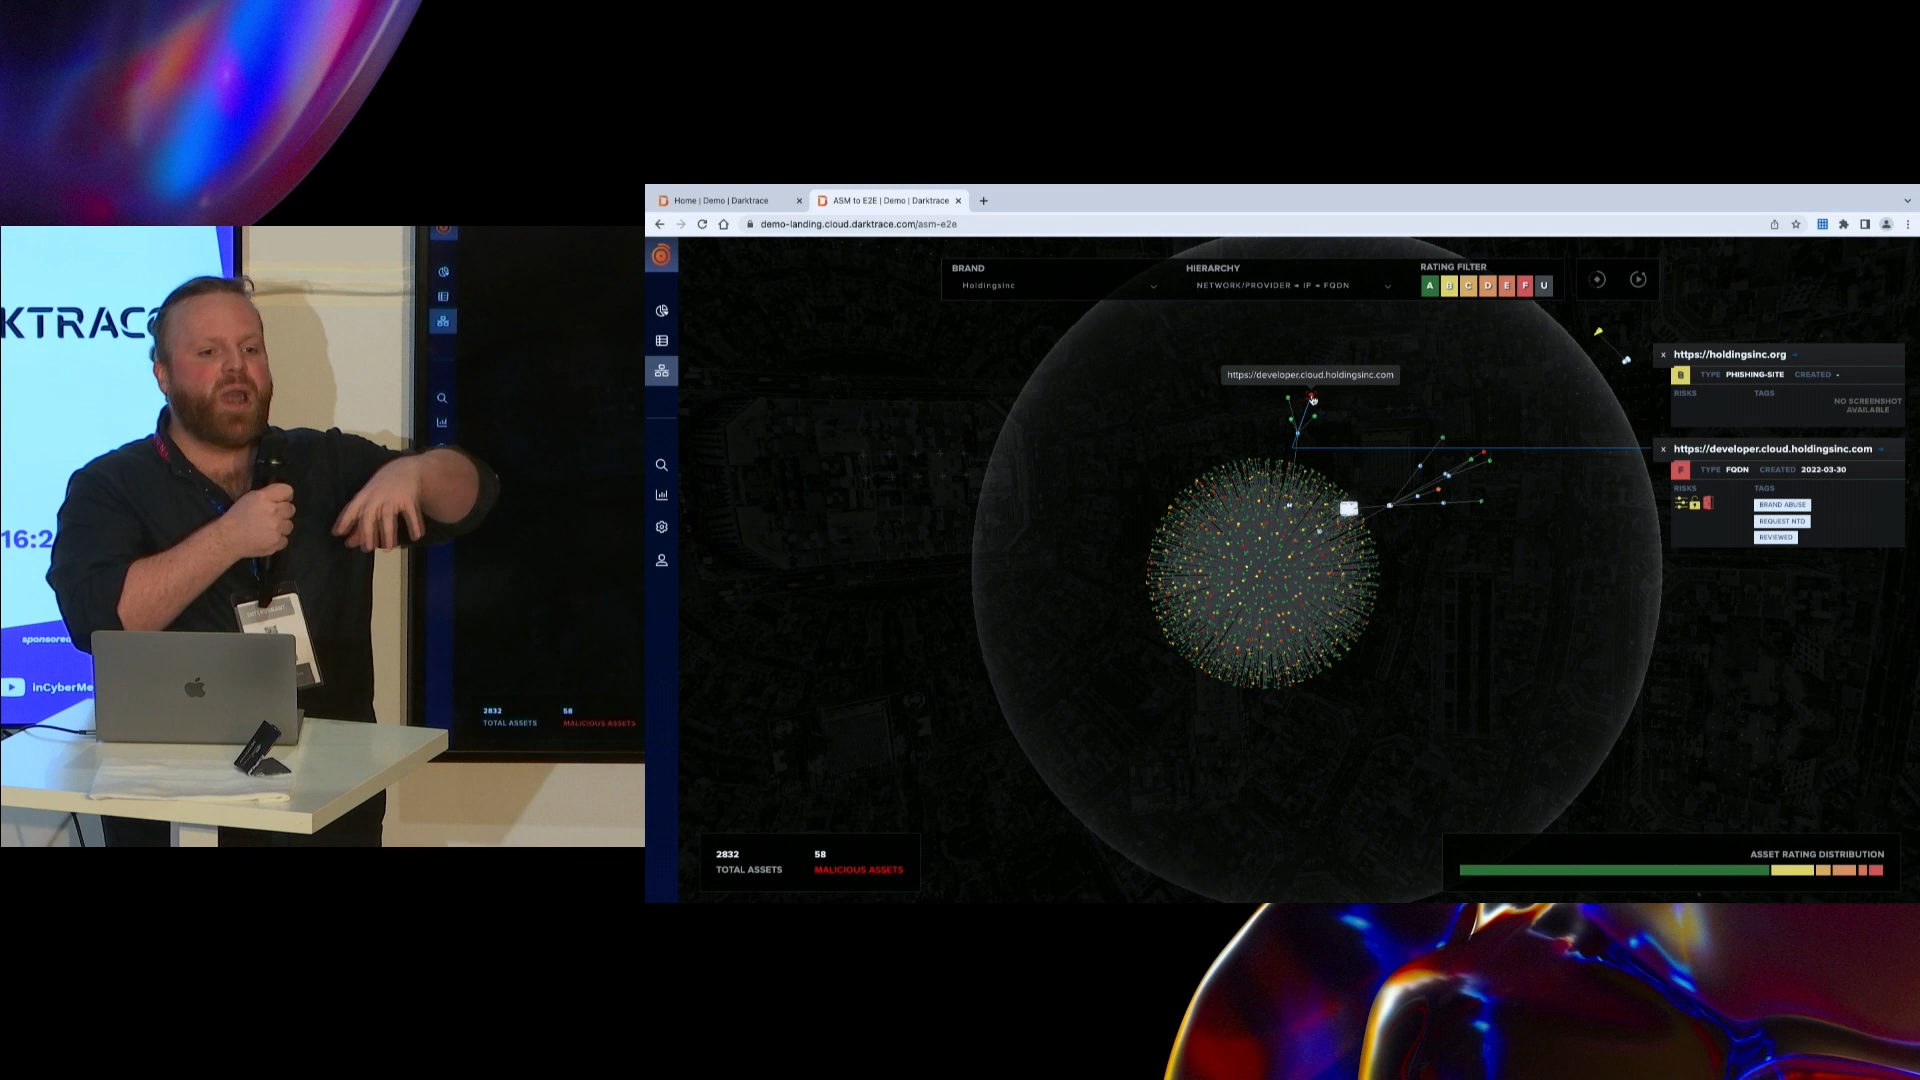 KTRAC
16:2
sponsored
inCyberMe
INTERVENANT
2832
TOTAL ASSETS
58
MALICIOUS ASSETS
Home | Demo | Darktrace
ASM to E2E | Demo | Darktrace
demo-landing.cloud.darktrace.com/asm-e2e
BRAND
Holdingsinc
HIERARCHY
NETWORK/PROVIDER → IP → FQDN
RATING FILTER
A B C D E F U
https://developer.cloud.holdingsinc.com
x https://holdingsinc.org
B TYPE PHISHING-SITE CREATED -
RISKS TAGS
NO SCREENSHOT
AVAILABLE
x https://developer.cloud.holdingsinc.com
F TYPE FQDN CREATED 2022-03-30
RISKS TAGS
BRAND ABUSE
REQUEST NTD
REVIEWED
2832
TOTAL ASSETS
58
MALICIOUS ASSETS
ASSET RATING DISTRIBUTION